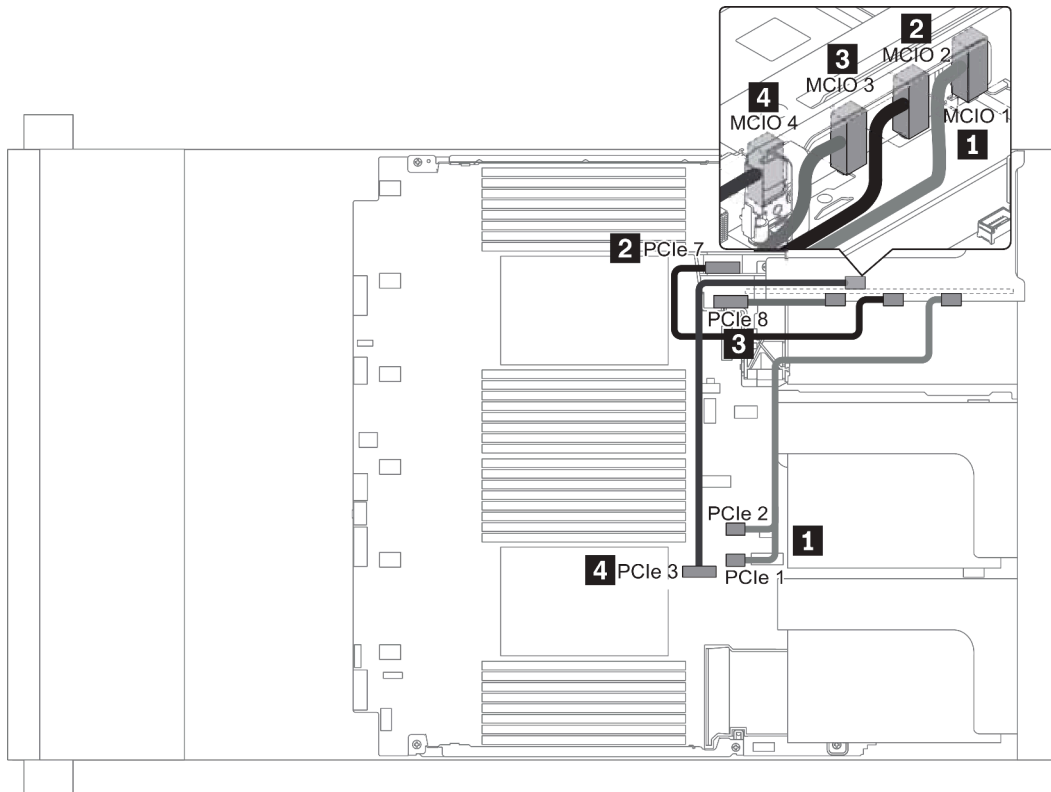 2
MCIO 2
3
MCIO 3
4
MCIO 4
MCIO 1
1
2 PCIe 7
PCIe 8
3
PCIe 2
1
4 PCIe 3
PCIe 1